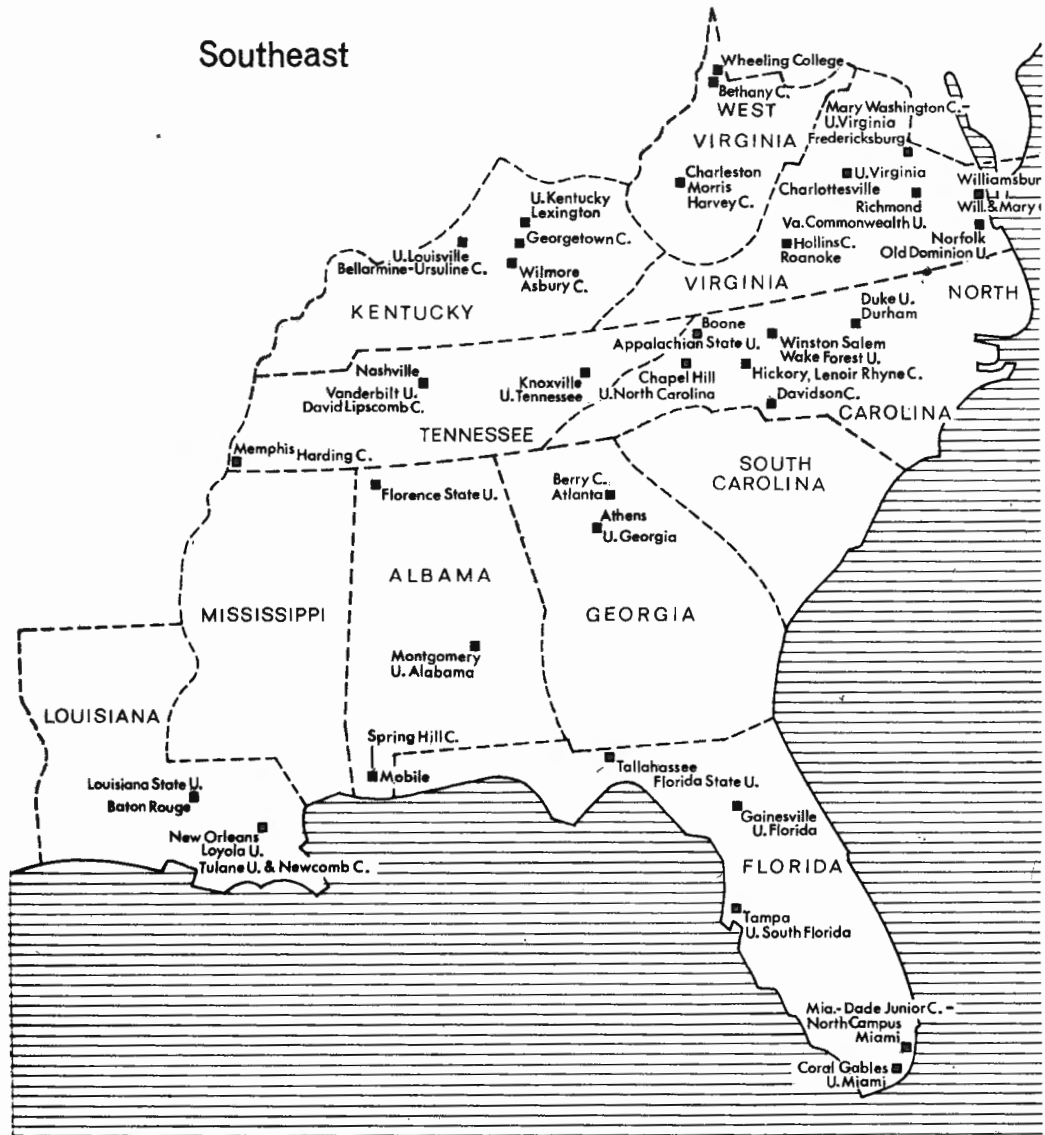 Southeast
Wheeling College
Bethany C.
WEST
VIRGINIA
Mary Washington C.-
U.Virginia
Fredericksburg
Charleston
Morris
Harvey C.
U.Virginia
Charlottesville
Richmond
Va. Commonwealth U.
Williamsbur
Will.& Mary
Norfolk
Old Dominion U.
Hollins C.
Roanoke
VIRGINIA
U. Kentucky
Lexington
Georgetown C.
U. Louisville
Bellarmine-Ursuline C.
Wilmore
Asbury C.
KENTUCKY
NORTH
Duke U.
Durham
Boone
Appalachian State U.
Winston Salem
Wake Forest U.
Hickory, Lenoir Rhyne C.
Chapel Hill
U. North Carolina
Davidson C.
CAROLINA
Nashville
Vanderbilt U.
David Lipscomb C.
Knoxville
U. Tennessee
TENNESSEE
Memphis Harding C.
SOUTH
CAROLINA
Florence State U.
Berry C.
Atlanta
Athens
U. Georgia
ALBAMA
MISSISSIPPI
GEORGIA
Montgomery
U. Alabama
LOUISIANA
Spring Hill C.
Mobile
Louisiana State U.
Baton Rouge
New Orleans
Loyola U.
Tulane U. & Newcomb C.
Tallahassee
Florida State U.
Gainesville
U. Florida
FLORIDA
Tampa
U. South Florida
Mia.- Dade Junior C. -
North Campus
Miami
Coral Gables
U. Miami